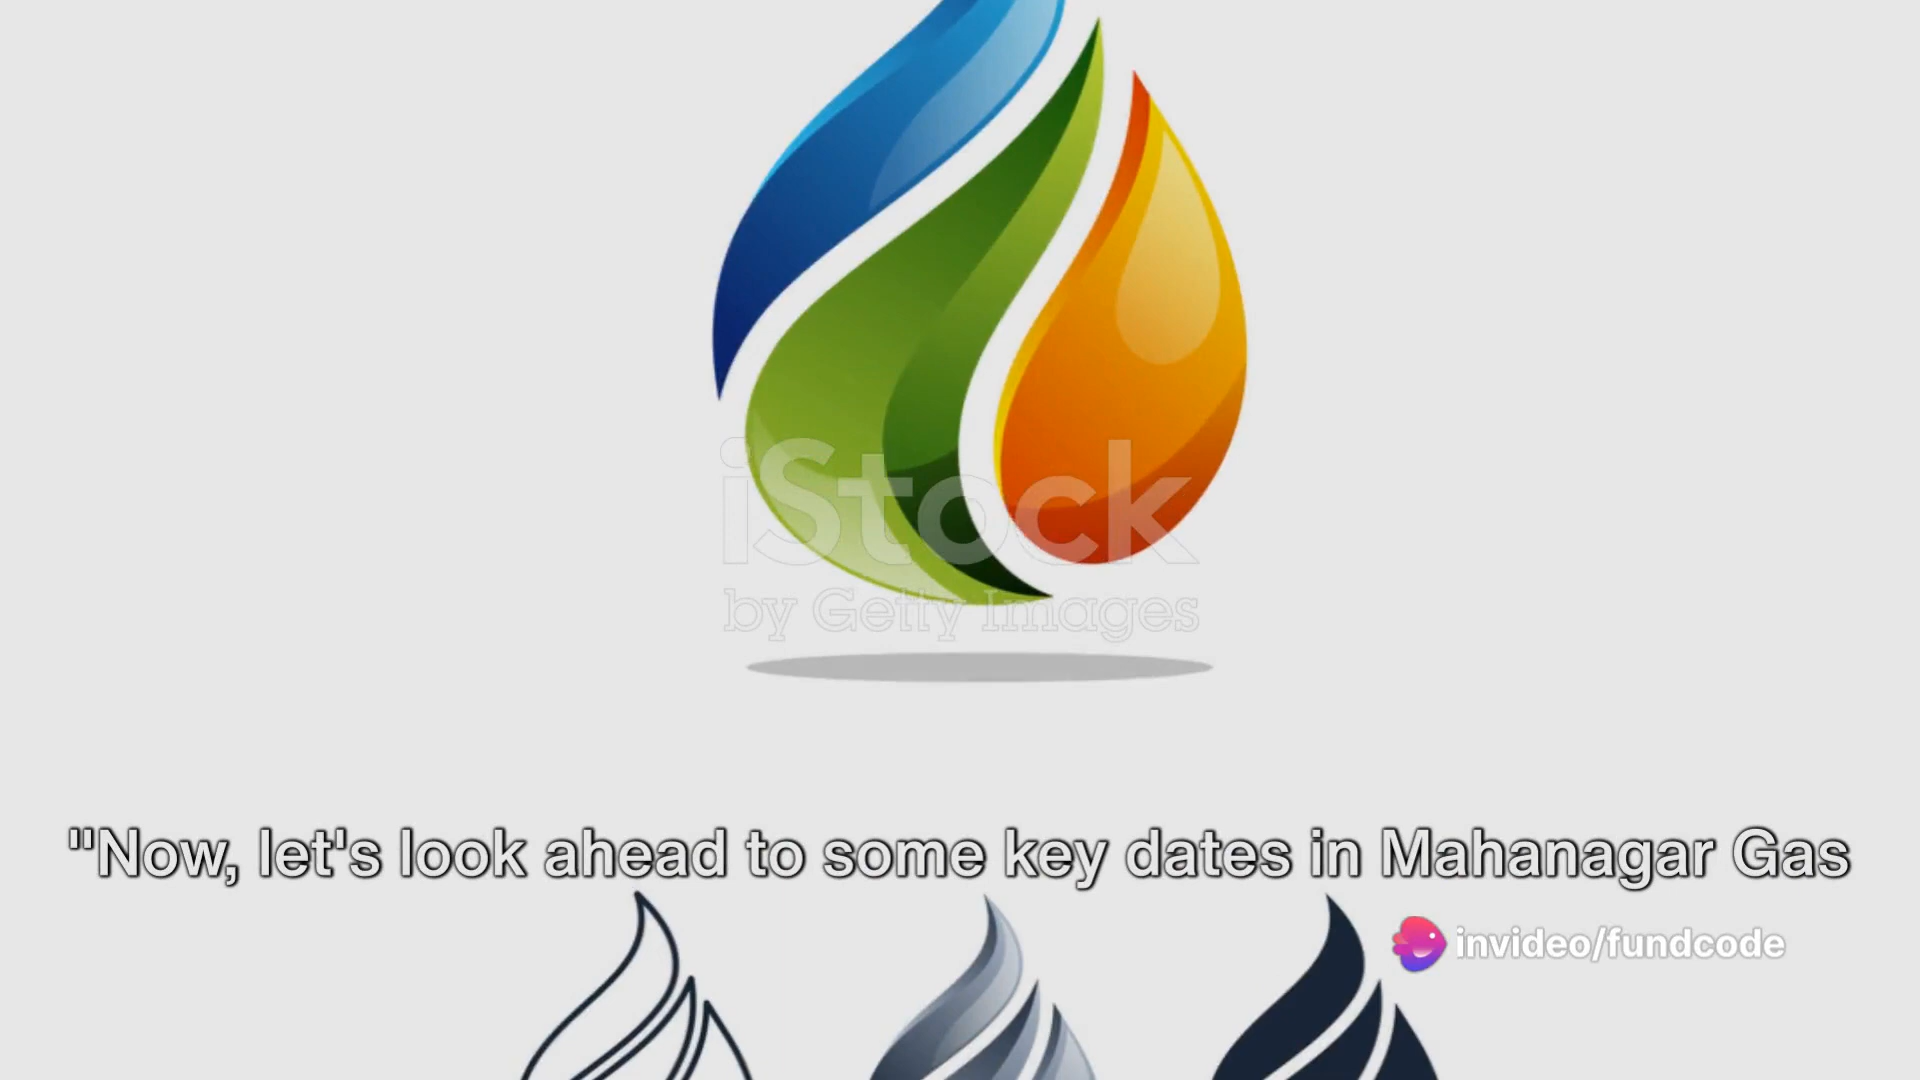 iStock
by Getty Images
"Now, let's look ahead to some key dates in Mahanagar Gas
invideo/fundcode